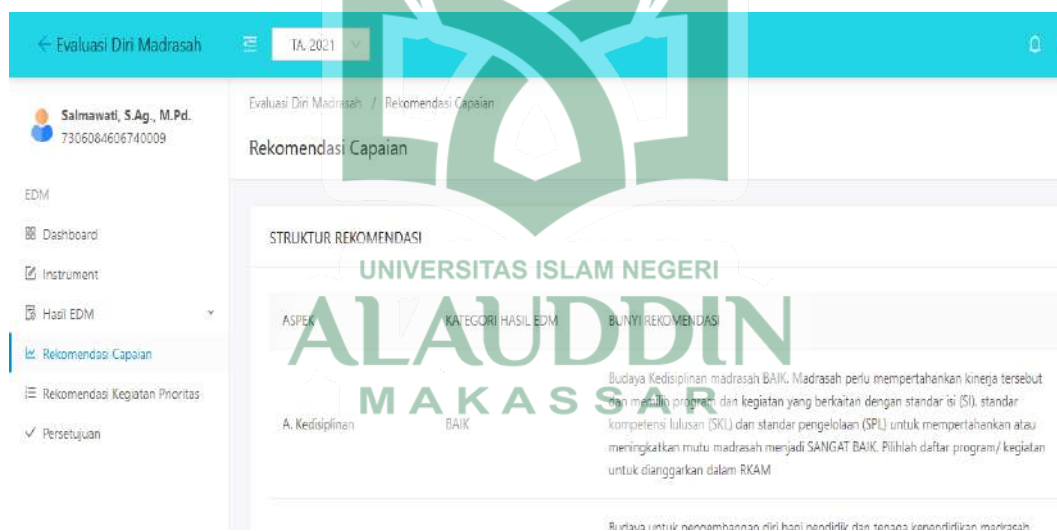 Evaluasi Diri Madrasah
TA. 2021
Salmawati, S.Ag., M.Pd.
7306084606740009
Evaluasi Diri Madrasah / Rekomendasi Capaian
Rekomendasi Capaian
EDM
Dashboard
Instrument
Hasil EDM
Rekomendasi Capaian
Rekomendasi Kegiatan Prioritas
Persetujuan
STRUKTUR REKOMENDASI
UNIVERSITAS ISLAM NEGERI
ALAUDDIN
MAKASSAR
ASPEK KATEGORI HASIL EDM BUNYI REKOMENDASI
A. Kedisiplinan BAIK
Budaya Kedisiplinan madrasah BAIK. Madrasah perlu mempertahankan kinerja tersebut
dan memilih program dan kegiatan yang berkaitan dengan standar isi (SI), standar
kompetensi lulusan (SKL) dan standar pengelolaan (SPL) untuk mempertahankan atau
meningkatkan mutu madrasah menjadi SANGAT BAIK. Pilihlah daftar program/ kegiatan
untuk dianggarkan dalam RKAM
Budaya untuk pengembangan diri bagi pendidik dan tenaga kependidikan madrasah